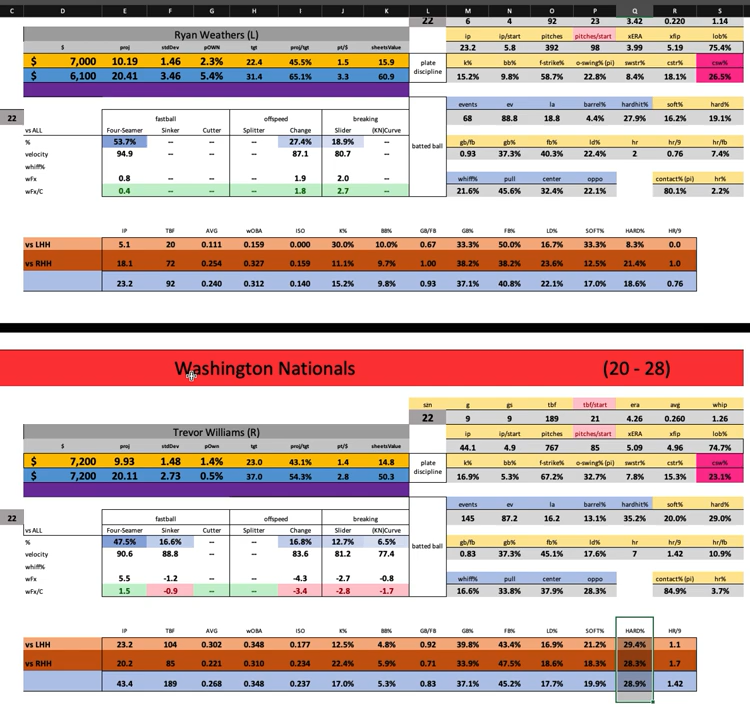 C D E F G H I J K L M N O P Q R S
22 6 4 92 23 3.42 0.220 1.14
Ryan Weathers (L) ip ip/start pitches pitches/start xERA xfip lob%
$ proj stdDev pOWN tgt proj/tgt pt/$ sheetsValue 23.2 5.8 392 98 3.99 5.19 75.4%
$ 7,000 10.19 1.46 2.3% 22.4 45.5% 1.5 15.9 plate discipline k% bb% f-strike% o-swing% (pi) swstr% cstr% csw%
$ 6,100 20.41 3.46 5.4% 31.4 65.1% 3.3 60.9 15.2% 9.8% 58.7% 22.8% 8.4% 18.1% 26.5%
events ev la barrel% hardhit% soft% hard%
22 fastball offspeed breaking 68 88.8 18.8 4.4% 27.9% 16.2% 19.1%
vs ALL Four-Seamer Sinker Cutter Splitter Change Slider (KN)Curve
% 53.7% -- -- -- 27.4% 18.9% -- batted ball gb/fb gb% fb% ld% hr hr/9 hr/fb
velocity 94.9 -- -- -- 87.1 80.7 -- 0.93 37.3% 40.3% 22.4% 2 0.76 7.4%
whiff%
wFx 0.8 -- -- -- 1.9 2.0 -- whiff% pull center oppo contact% (pi) hr%
wFx/C 0.4 -- -- -- 1.8 2.7 -- 21.6% 45.6% 32.4% 22.1% 80.1% 2.2%
IP TBF AVG wOBA ISO K% BB% GB/FB GB% FB% LD% SOFT% HARD% HR/9
vs LHH 5.1 20 0.111 0.159 0.000 30.0% 10.0% 0.67 33.3% 50.0% 16.7% 33.3% 8.3% 0.0
vs RHH 18.1 72 0.254 0.327 0.159 11.1% 9.7% 1.00 38.2% 38.2% 23.6% 12.5% 21.4% 1.0
23.2 92 0.240 0.312 0.140 15.2% 9.8% 0.93 37.1% 40.8% 22.1% 17.0% 18.6% 0.76
Washington Nationals (20 - 28)
szn g gs tbf tbf/start era avg whip
22 9 9 189 21 4.26 0.260 1.26
Trevor Williams (R) ip ip/start pitches pitches/start xERA xfip lob%
$ proj stdDev pOwn tgt proj/tgt pt/$ sheetsValue 44.1 4.9 767 85 5.09 4.96 74.7%
$ 7,200 9.93 1.48 1.4% 23.0 43.1% 1.4 14.8 plate discipline k% bb% f-strike% o-swing% (pi) swstr% cstr% csw%
$ 7,200 20.11 2.73 0.5% 37.0 54.3% 2.8 50.3 16.9% 5.3% 67.2% 32.7% 7.8% 15.3% 23.1%
events ev la barrel% hardhit% soft% hard%
22 fastball offspeed breaking 145 87.2 16.2 13.1% 35.2% 20.0% 29.0%
vs ALL Four-Seamer Sinker Cutter Splitter Change Slider (KN)Curve
% 47.5% 16.6% -- -- 16.8% 12.7% 6.5% batted ball gb/fb gb% fb% ld% hr hr/9 hr/fb
velocity 90.6 88.8 -- -- 83.6 81.2 77.4 0.83 37.3% 45.1% 17.6% 7 1.42 10.9%
whiff%
wFx 5.5 -1.2 -- -- -4.3 -2.7 -0.8 whiff% pull center oppo contact% (pi) hr%
wFx/C 1.5 -0.9 -- -- -3.4 -2.8 -1.7 16.6% 33.8% 37.9% 28.3% 84.9% 3.7%
IP TBF AVG wOBA ISO K% BB% GB/FB GB% FB% LD% SOFT% HARD% HR/9
vs LHH 23.2 104 0.302 0.348 0.177 12.5% 4.8% 0.92 39.8% 43.4% 16.9% 21.2% 29.4% 1.1
vs RHH 20.2 85 0.221 0.310 0.234 22.4% 5.9% 0.71 33.9% 47.5% 18.6% 18.3% 28.3% 1.7
43.4 189 0.268 0.348 0.237 17.0% 5.3% 0.83 37.1% 45.2% 17.7% 19.9% 28.9% 1.42